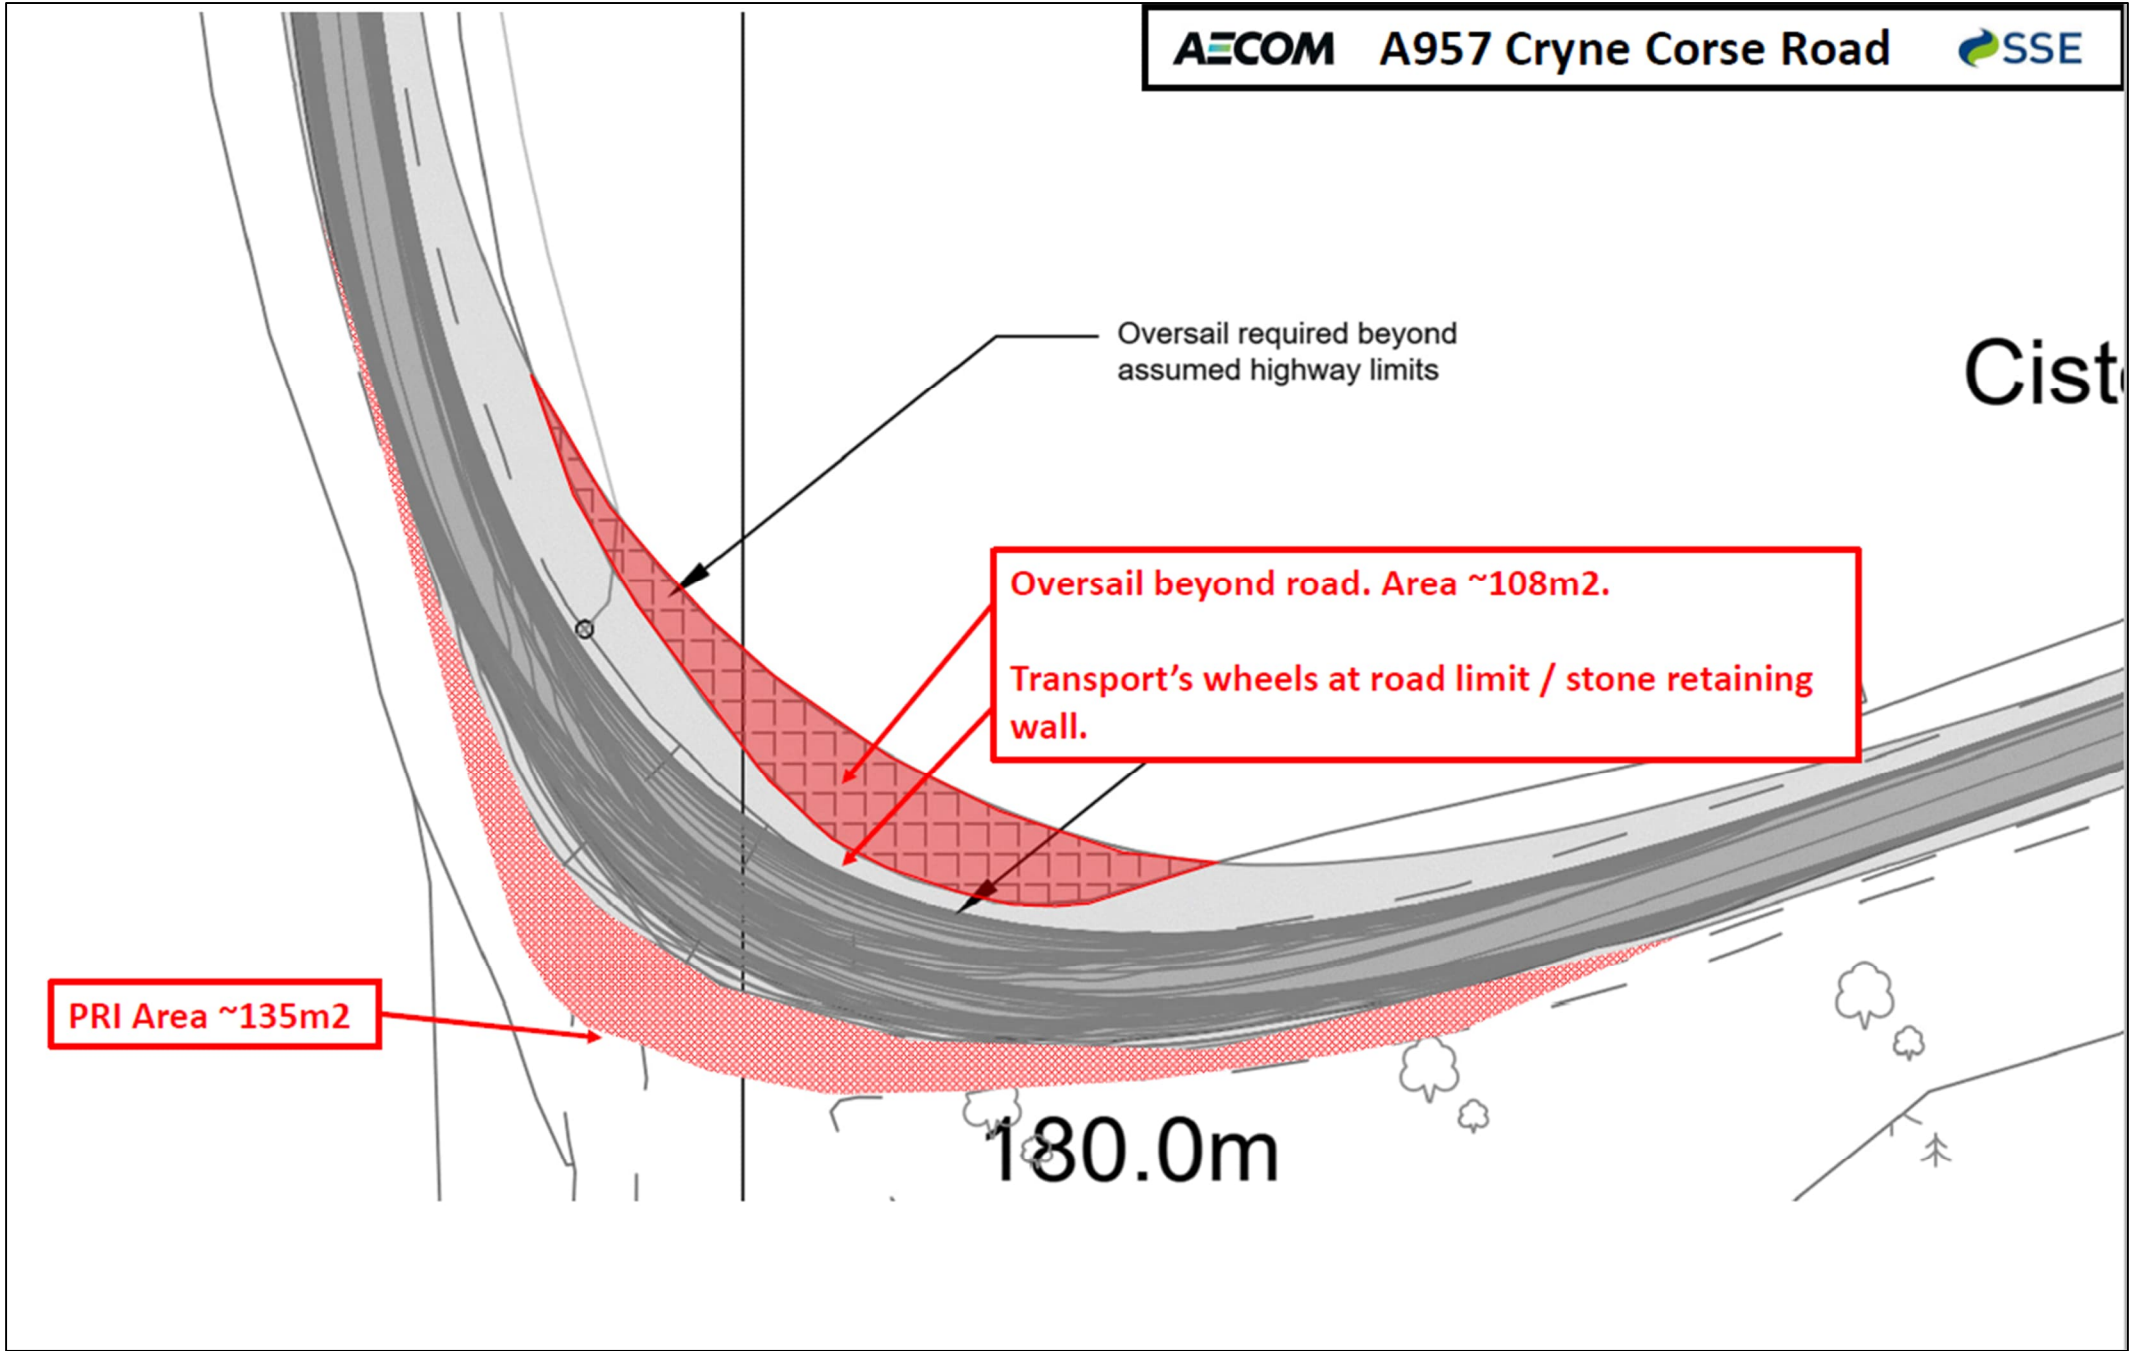 AECOM A957 Cryne Corse Road SSE
Oversail required beyond
assumed highway limits
Oversail beyond road. Area ~108m2.
Transport's wheels at road limit / stone retaining
wall.
PRI Area ~135m2
180.0m